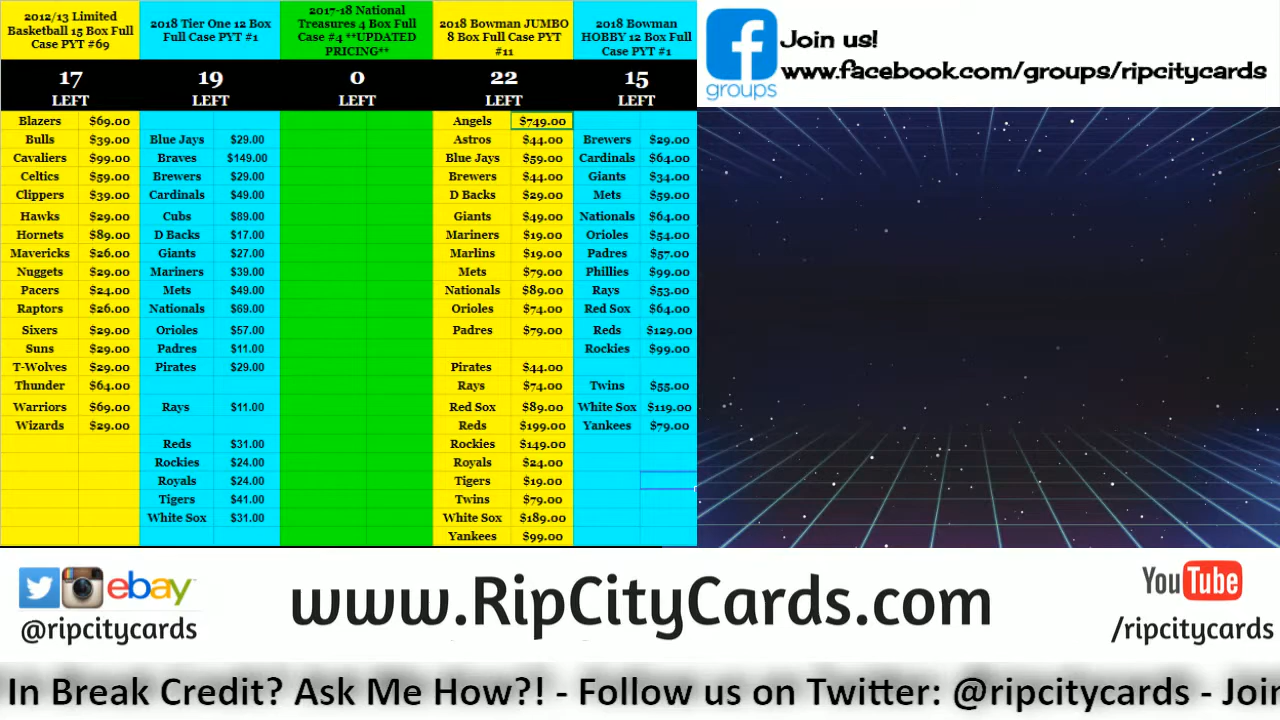 2012/13 Limited
Basketball 15 Box Full
Case PYT #69
17
LEFT
Blazers $69.00
Bulls $39.00
Cavaliers $99.00
Celtics $59.00
Clippers $39.00
Hawks $29.00
Hornets $89.00
Mavericks $26.00
Nuggets $29.00
Pacers $24.00
Raptors $26.00
Sixers $29.00
Suns $29.00
T-Wolves $29.00
Thunder $64.00
Warriors $69.00
Wizards $29.00
2018 Tier One 12 Box
Full Case PYT #1
19
LEFT
Blue Jays $29.00
Braves $149.00
Brewers $29.00
Cardinals $49.00
Cubs $89.00
D Backs $17.00
Giants $27.00
Mariners $39.00
Mets $49.00
Nationals $69.00
Orioles $57.00
Padres $11.00
Pirates $29.00
Rays $11.00
Reds $31.00
Rockies $24.00
Royals $24.00
Tigers $41.00
White Sox $31.00
2017-18 National
Treasures 4 Box Full
Case #4 **UPDATED
PRICING**
0
LEFT
2018 Bowman JUMBO
8 Box Full Case PYT
#11
22
LEFT
Angels $749.00
Astros $44.00
Blue Jays $59.00
Brewers $44.00
D Backs $29.00
Giants $49.00
Mariners $19.00
Marlins $19.00
Mets $79.00
Nationals $89.00
Orioles $74.00
Padres $79.00
Pirates $44.00
Rays $74.00
Red Sox $89.00
Reds $199.00
Rockies $149.00
Royals $24.00
Tigers $19.00
Twins $79.00
White Sox $189.00
Yankees $99.00
2018 Bowman
HOBBY 12 Box Full
Case PYT #1
15
LEFT
Brewers $29.00
Cardinals $64.00
Giants $34.00
Mets $59.00
Nationals $64.00
Orioles $54.00
Padres $57.00
Phillies $99.00
Rays $53.00
Red Sox $64.00
Reds $129.00
Rockies $99.00
Twins $55.00
White Sox $119.00
Yankees $79.00
f
groups
Join us!
www.facebook.com/groups/ripcitycards
ebay
@ripcitycards
www.RipCityCards.com
YouTube
/ripcitycards
In Break Credit? Ask Me How?! - Follow us on Twitter: @ripcitycards - Join